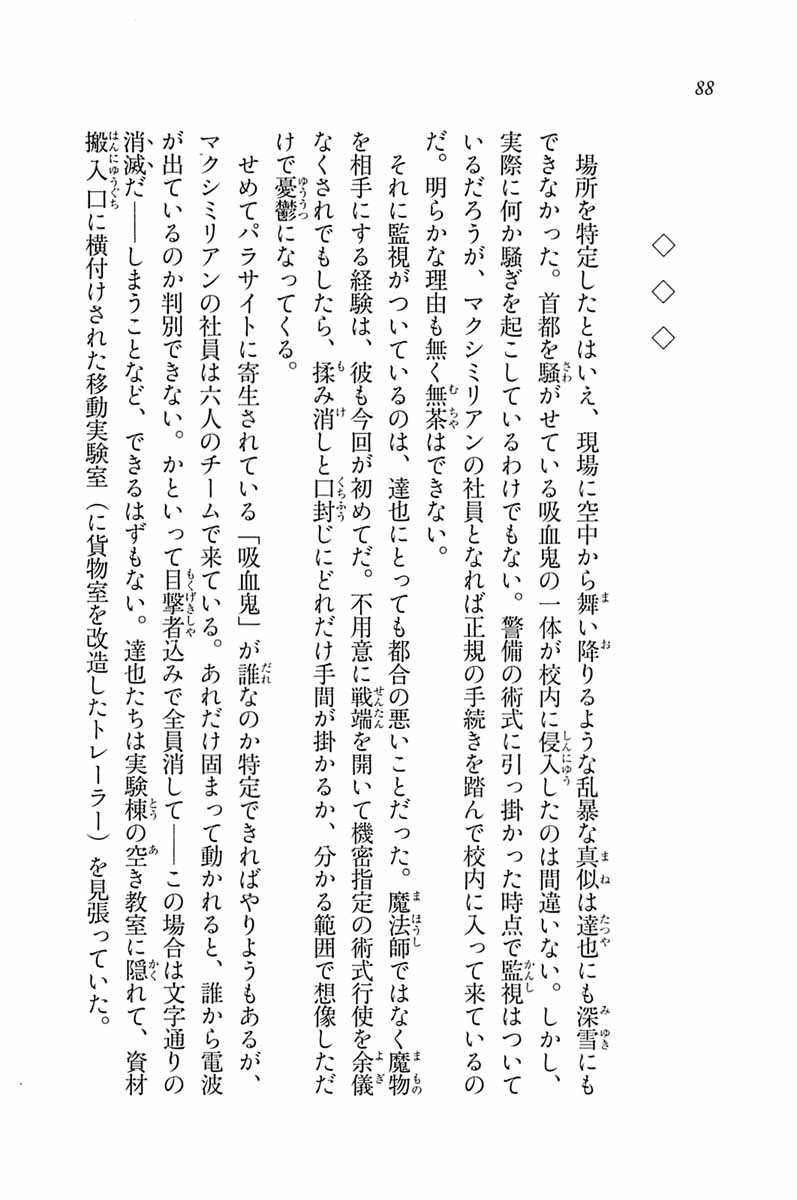 88
◇ ◇ ◇
　場所を特定したとはいえ、現場に空中から舞い降りるような乱暴な真似は達也にも深雪にも
できなかった。首都を騒がせている吸血鬼の一体が校内に侵入したのは間違いない。しかし、
実際に何か騒ぎを起こしているわけでもない。警備の術式に引っ掛かった時点で監視はついて
いるだろうが、マクシミリアンの社員となれば正規の手続きを踏んで校内に入って来ているの
だ。明らかな理由も無く無茶はできない。
　それに監視がついているのは、達也にとっても都合の悪いことだった。魔法師ではなく魔物
を相手にする経験は、彼も今回が初めてだ。不用意に戦端を開いて機密指定の術式行使を余儀
なくされでもしたら、揉み消しと口封じにどれだけ手間が掛かるか、分かる範囲で想像しただ
けで憂鬱になってくる。
　せめてパラサイトに寄生されている「吸血鬼」が誰なのか特定できればやりようもあるが、
マクシミリアンの社員は六人のチームで来ている。あれだけ固まって動かれると、誰から電波
が出ているのか判別できない。かといって目撃者込みで全員消して――この場合は文字通りの
消滅だ――しまうことなど、できるはずもない。達也たちは実験棟の空き教室に隠れて、資材
搬入口に横付けされた移動実験室（に貨物室を改造したトレーラー）を見張っていた。